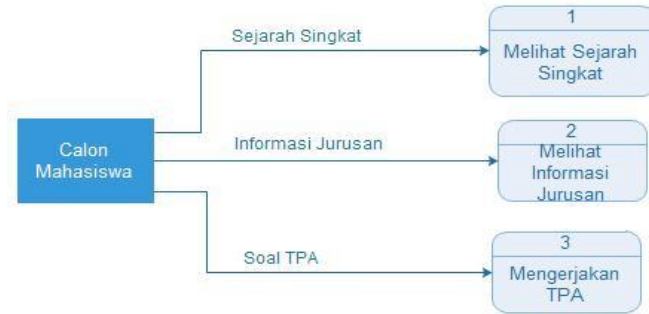 Sejarah Singkat
1
Melihat Sejarah
Singkat
Calon
Mahasiswa
Informasi Jurusan
2
Melihat
Informasi
Jurusan
Soal TPA
3
Mengerjakan
TPA